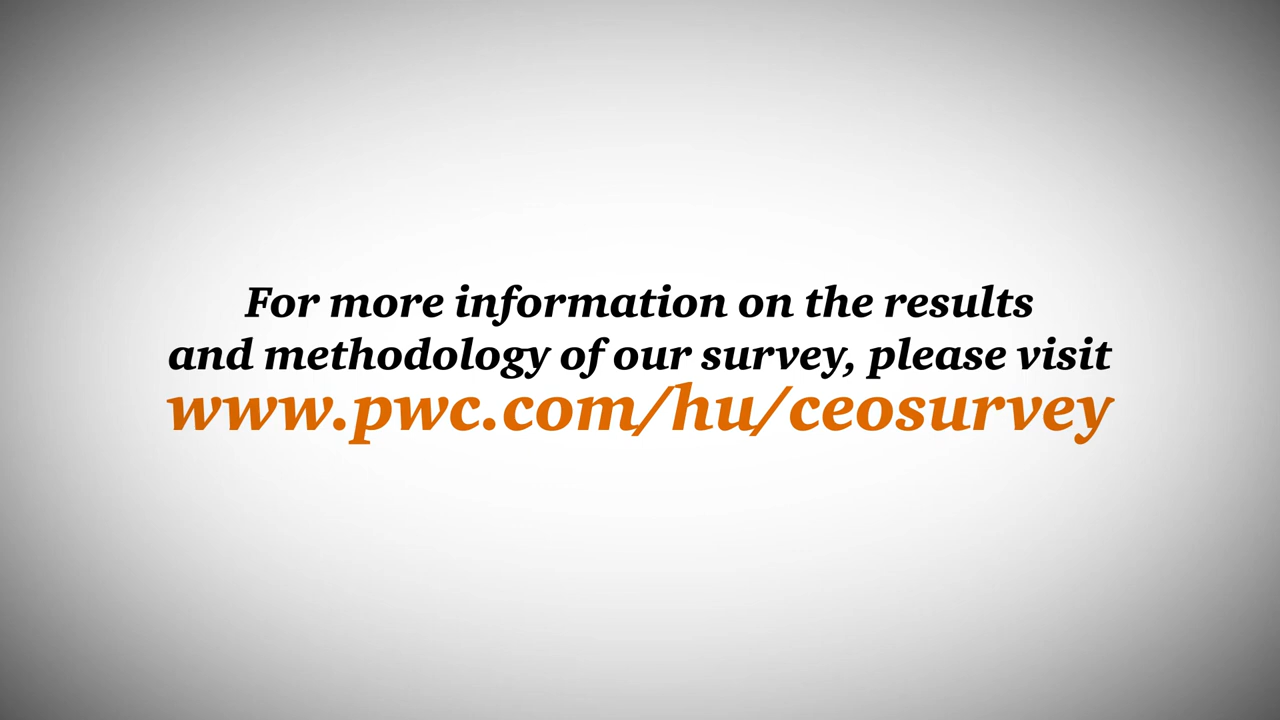 For more information on the results
and methodology of our survey, please visit
www.pwc.com/hu/ceosurvey